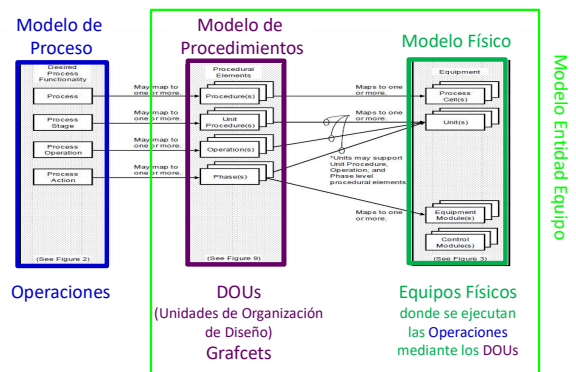 Modelo de
Proceso
Desired
Process
Functionality
Process
Process
Stage
Process
Operation
Process
Action
(See Figure 2)
Operaciones
May map to
one or more.
May map to
one or more.
May map to
one or more.
May map to
one or more.
Modelo de
Procedimientos
Procedural
Elements
Procedure(s)
Unit
Procedure(s)
Operation(s)
Phase(s)
(See Figure 9)
DOUs
(Unidades de Organización
de Diseño)
Grafcets
Maps to one
or more.
Maps to one
or more.
*Units may support
Unit Procedure,
Operation, and
Phase level
procedural elements
Maps to one
or more.
Modelo Físico
Equipment
Process
Cell(s)
Unit(s)
Equipment
Module(s)
Control
Module(s)
(See Figure 3)
Equipos Físicos
donde se ejecutan
las Operaciones
mediante los DOUs
Modelo Entidad Equipo